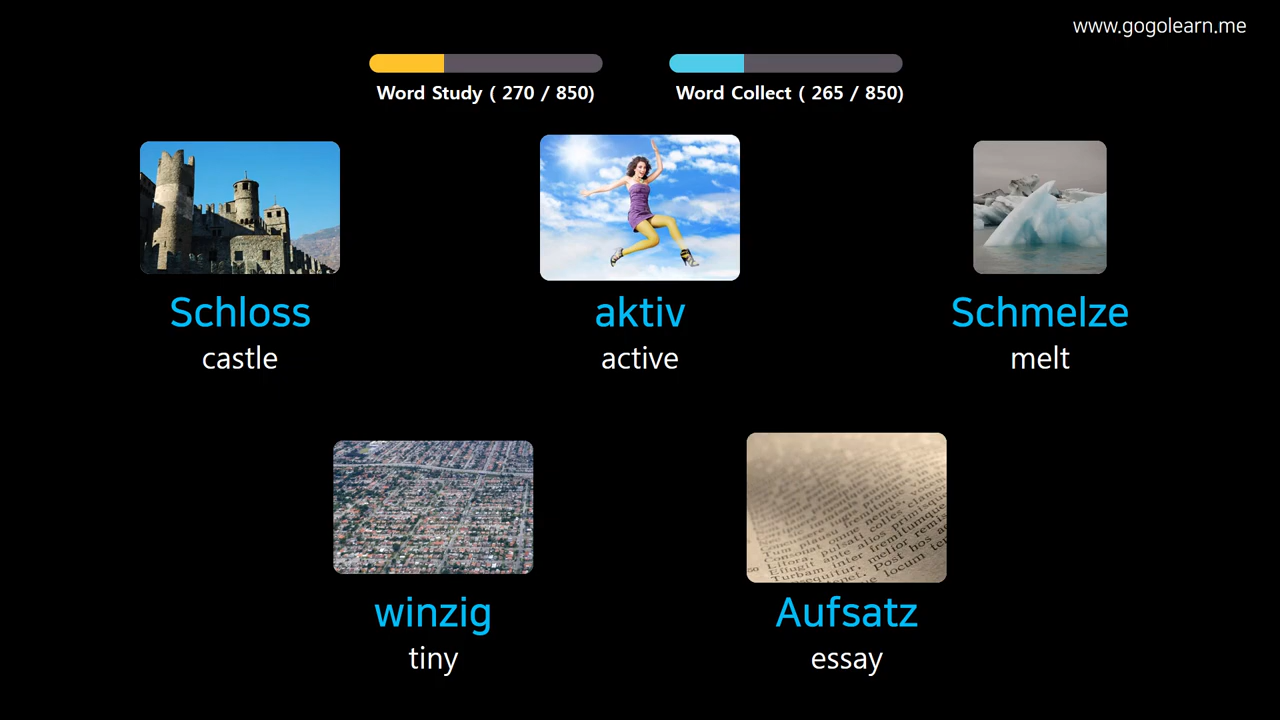 www.gogolearn.me
Word Study ( 270 / 850)
Word Collect ( 265 / 850)
Schloss
castle
aktiv
active
Schmelze
melt
winzig
tiny
Aufsatz
essay